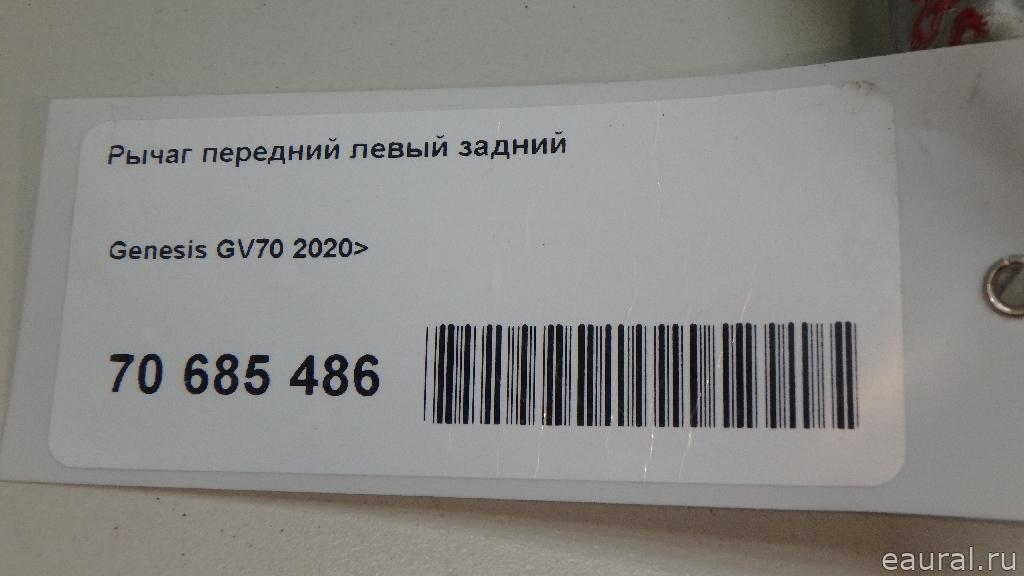 Рычаг передний левый задний
Genesis GV70 2020>
70 685 486
eaural.ru